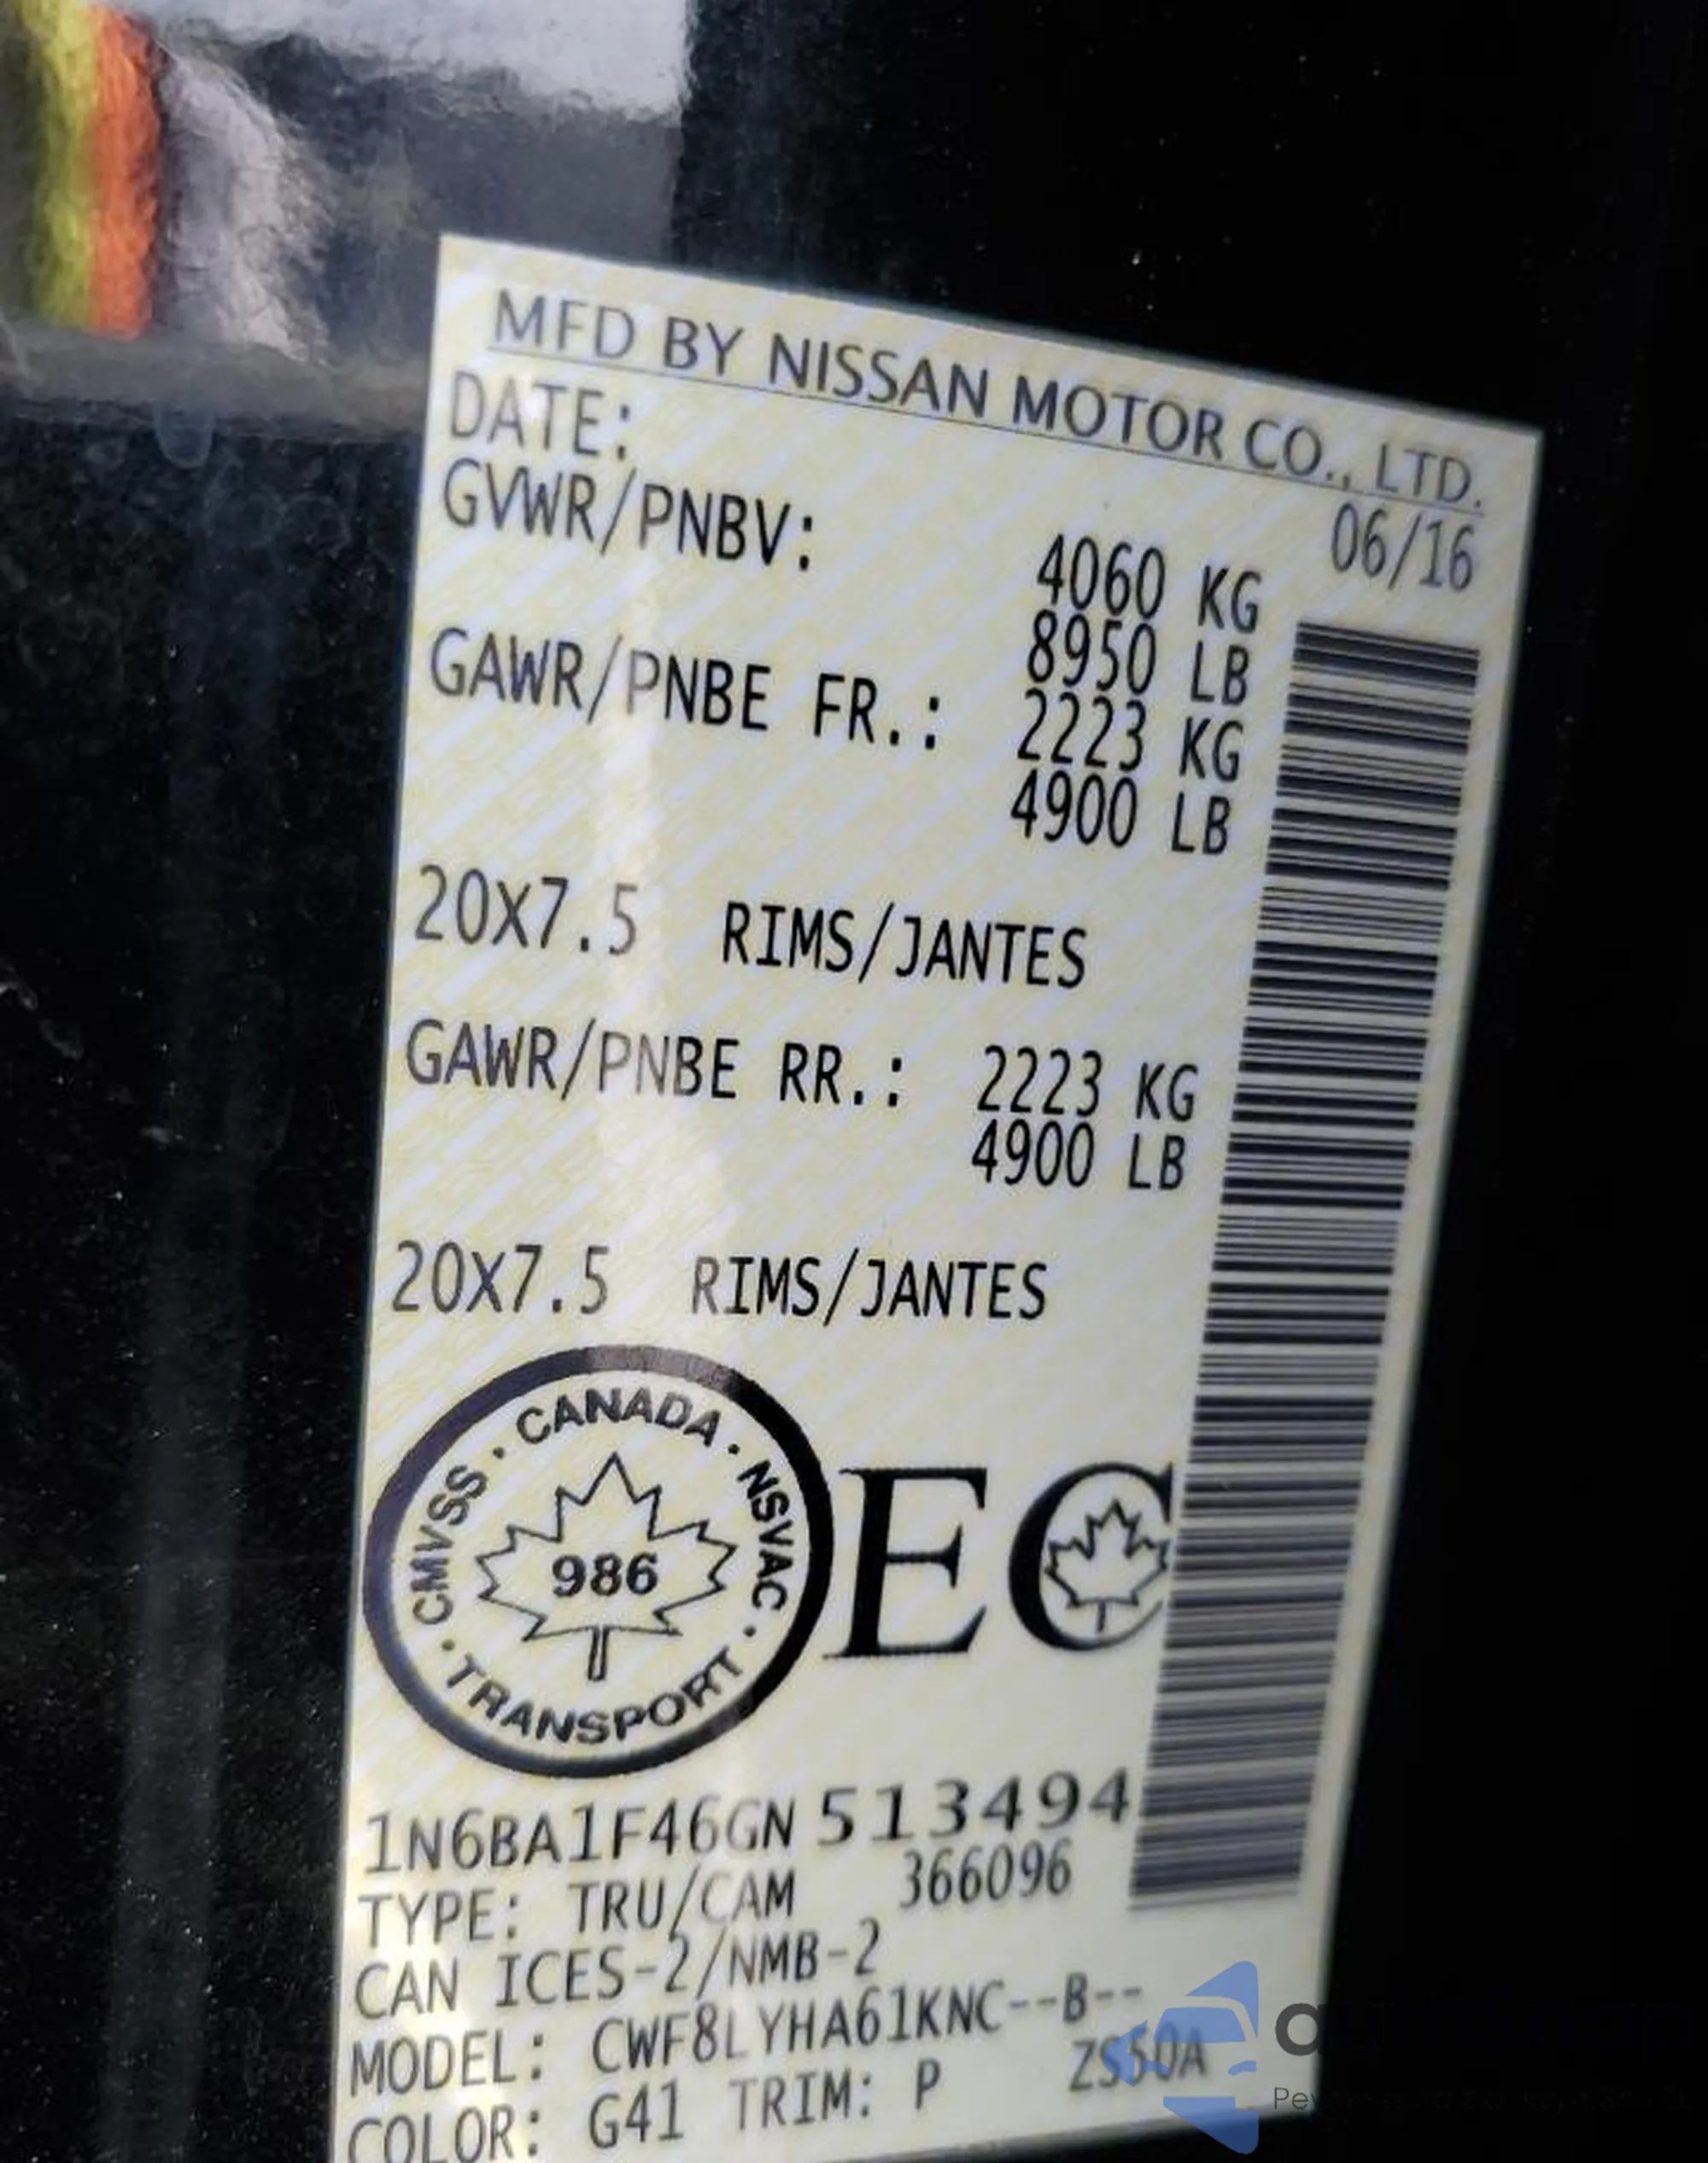 MFD BY NISSAN MOTOR CO., LTD.
DATE: 06/16
GVWR/PNBV: 4060 KG
8950 LB
GAWR/PNBE FR.: 2223 KG
4900 LB
20X7.5 RIMS/JANTES
GAWR/PNBE RR.: 2223 KG
4900 LB
20X7.5 RIMS/JANTES
CMVSS · CANADA · NSVAC · TRANSPORT ·
986
EC
1N6BA1F46GN513494
TYPE: TRU/CAM 366096
CAN ICES-2/NMB-2
MODEL: CWF8LYHA61KNC--B--
COLOR: G41 TRIM: P ZS50A